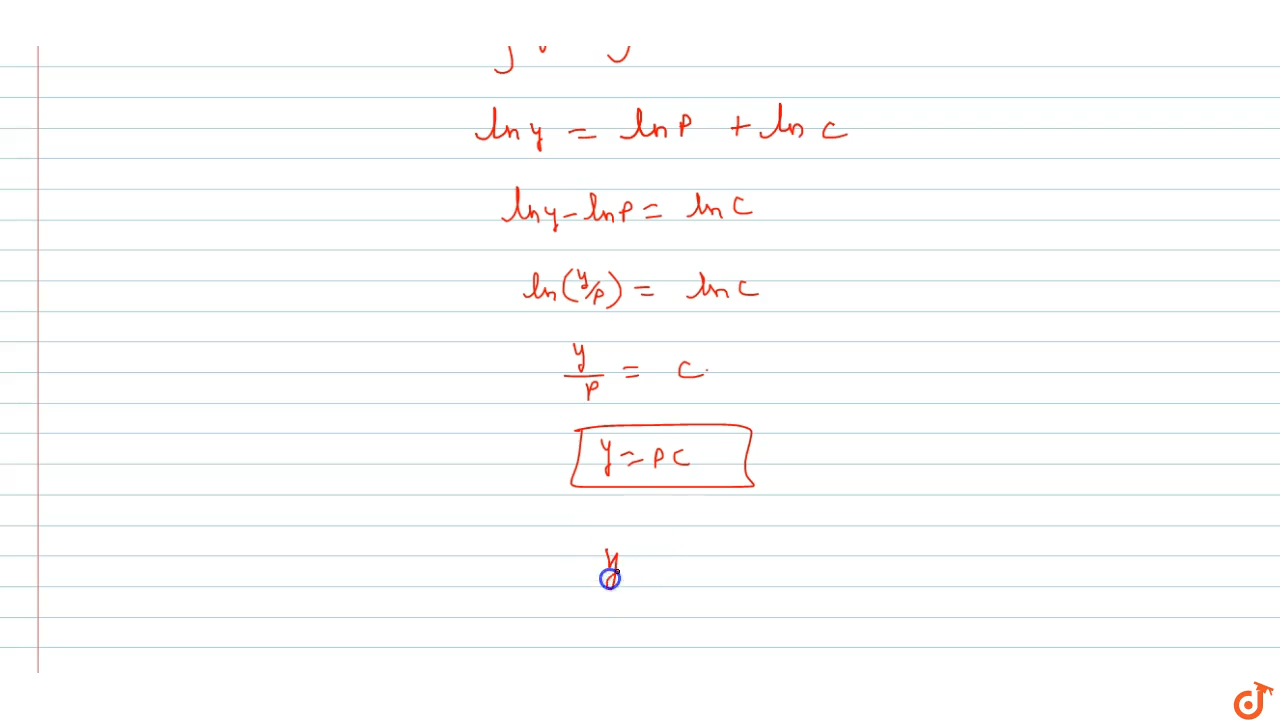 ln y = ln P + ln C
ln y - ln P = ln C
ln(y/P) = ln C
y/P = C
y = PC
y